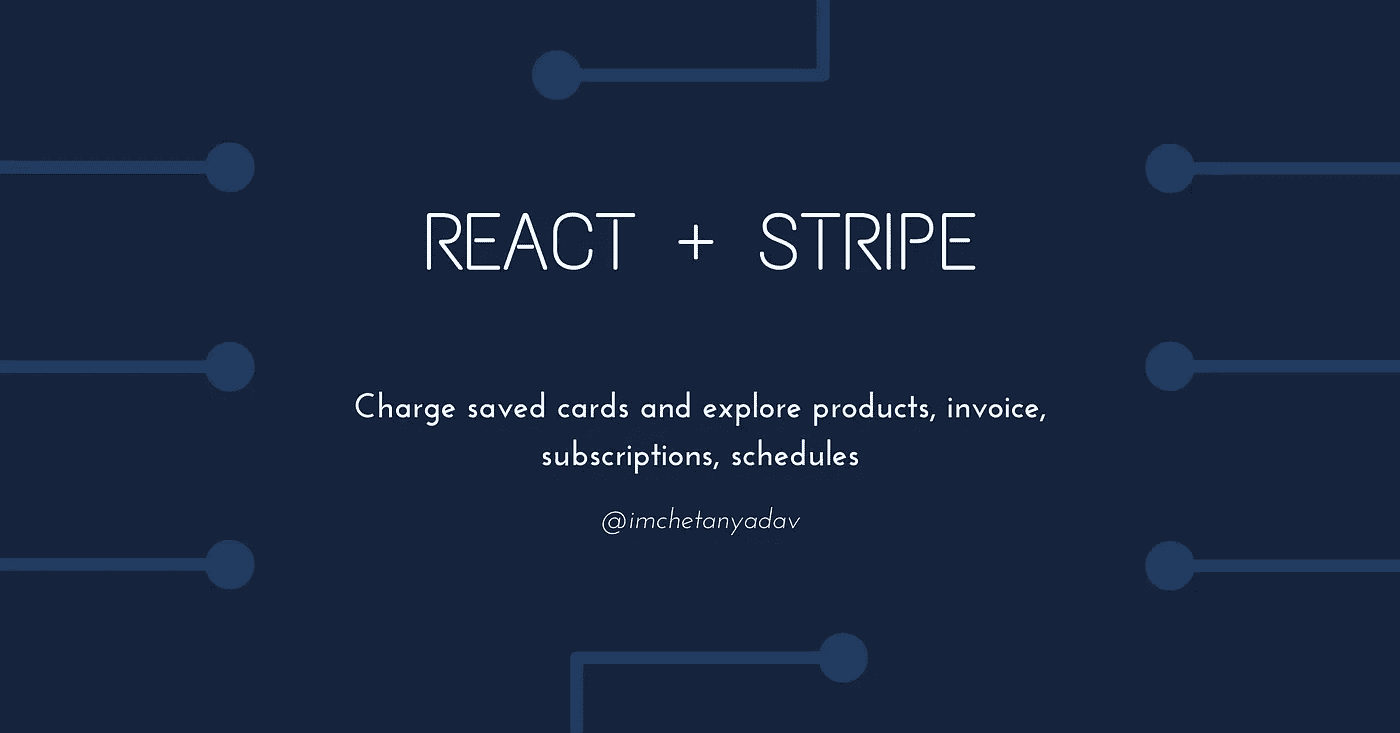 REACT + STRIPE
Charge saved cards and explore products, invoice,
subscriptions, schedules
@imchetanyadav